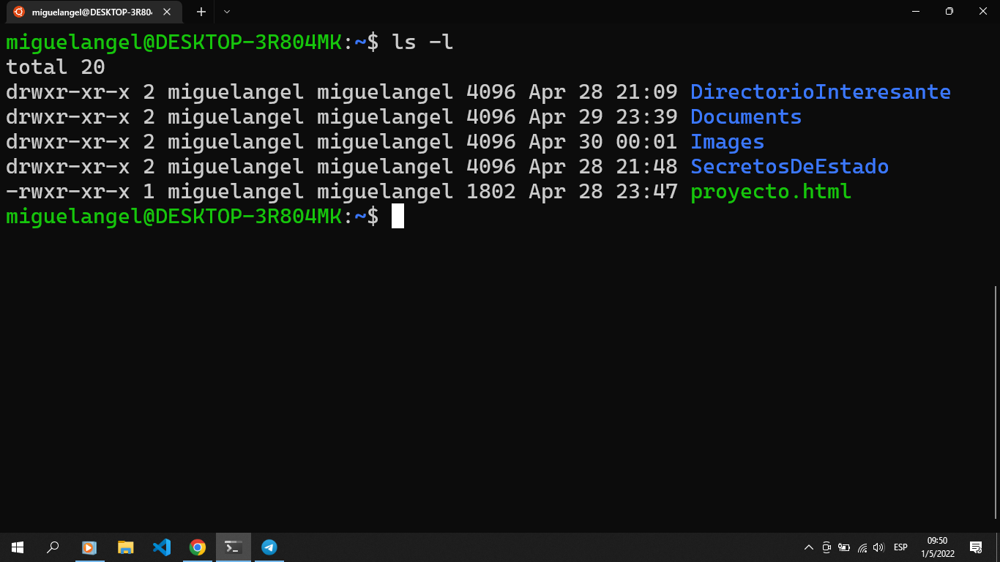 miguelangel@DESKTOP-3R804
miguelangel@DESKTOP-3R804MK:~$ ls -l
total 20
drwxr-xr-x 2 miguelangel miguelangel 4096 Apr 28 21:09 DirectorioInteresante
drwxr-xr-x 2 miguelangel miguelangel 4096 Apr 29 23:39 Documents
drwxr-xr-x 2 miguelangel miguelangel 4096 Apr 30 00:01 Images
drwxr-xr-x 2 miguelangel miguelangel 4096 Apr 28 21:48 SecretosDeEstado
-rwxr-xr-x 1 miguelangel miguelangel 1802 Apr 28 23:47 proyecto.html
miguelangel@DESKTOP-3R804MK:~$
ESP
09:50
1/5/2022